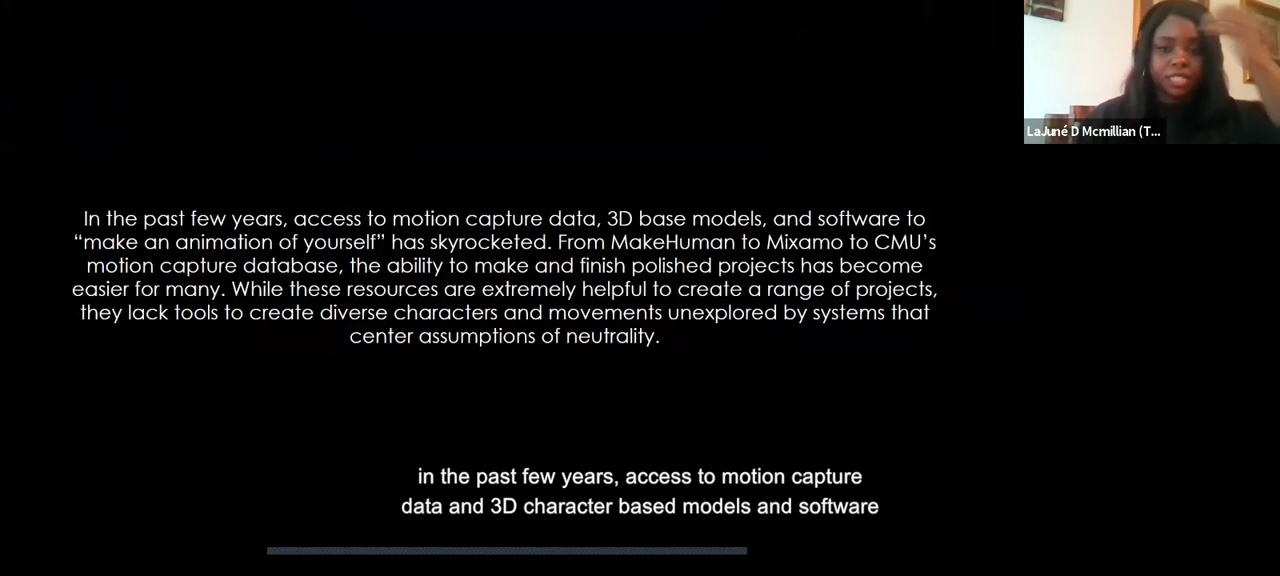 LaJuné D Mcmillian (T...
In the past few years, access to motion capture data, 3D base models, and software to
“make an animation of yourself” has skyrocketed. From MakeHuman to Mixamo to CMU’s
motion capture database, the ability to make and finish polished projects has become
easier for many. While these resources are extremely helpful to create a range of projects,
they lack tools to create diverse characters and movements unexplored by systems that
center assumptions of neutrality.
in the past few years, access to motion capture
data and 3D character based models and software